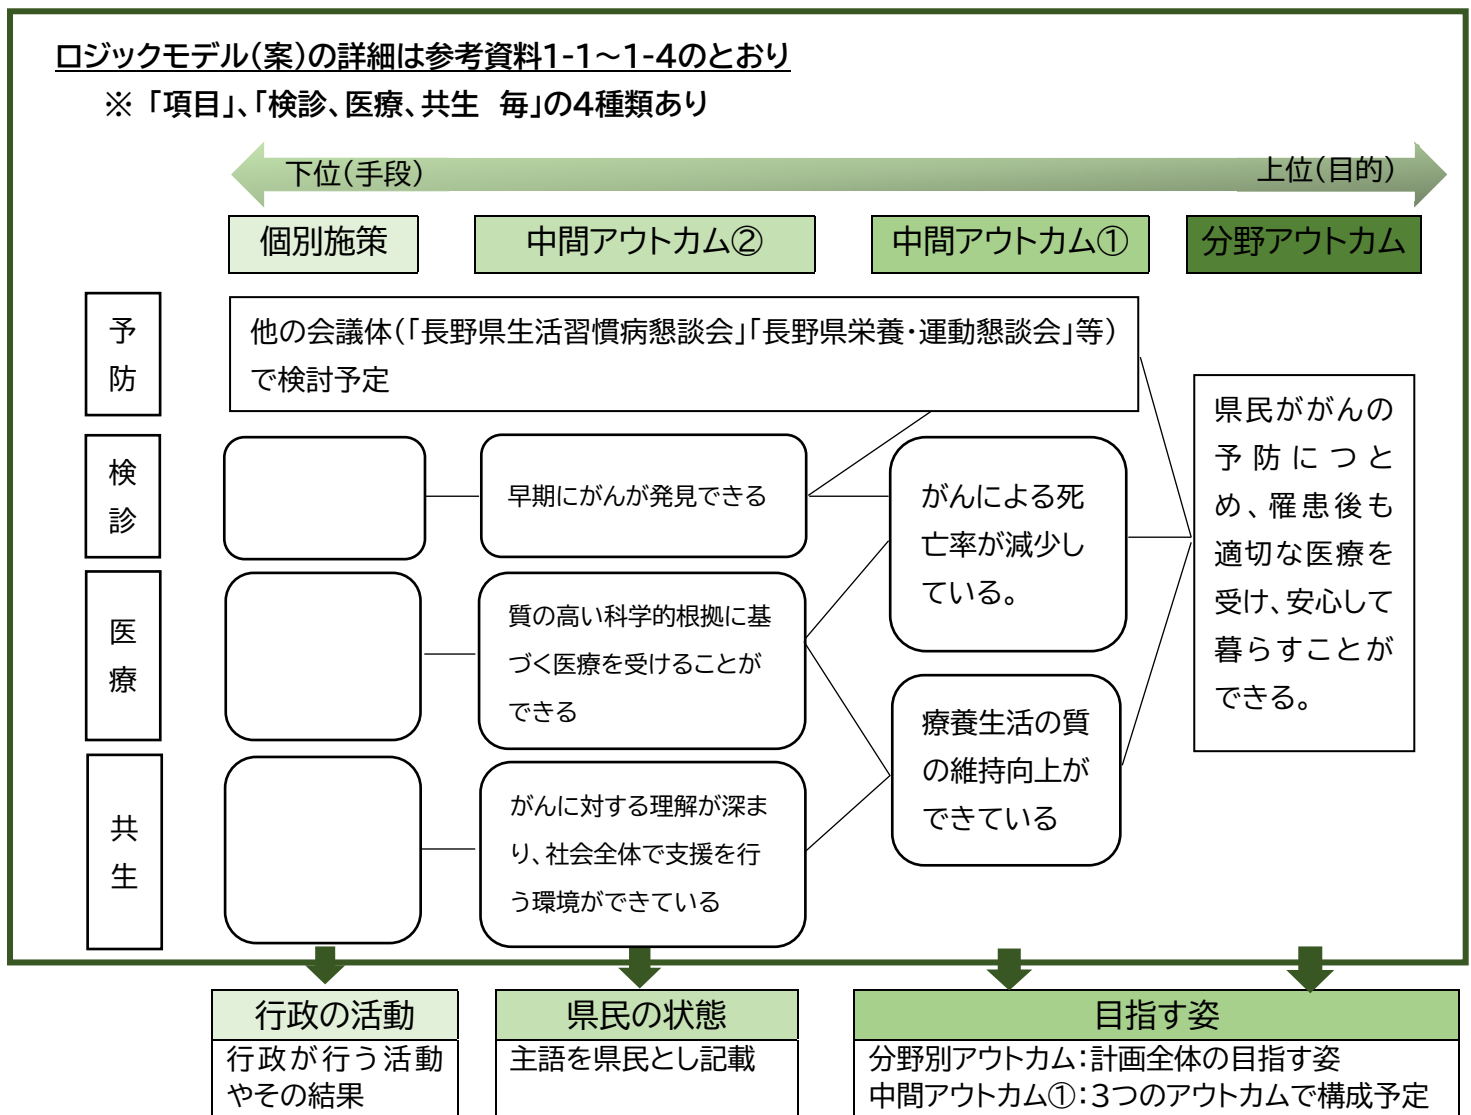 ロジックモデル(案)の詳細は参考資料1-1~1-4のとおり
※ 「項目」、「検診、医療、共生 毎」の4種類あり
下位(手段)
上位(目的)
個別施策
中間アウトカム②
中間アウトカム①
分野アウトカム
予
防
他の会議体(「長野県生活習慣病懇談会」「長野県栄養・運動懇談会」等)
で検討予定
検
診
早期にがんが発見できる
医
療
質の高い科学的根拠に基
づく医療を受けることが
できる
共
生
がんに対する理解が深ま
り、社会全体で支援を行
う環境ができている
がんによる死
亡率が減少し
ている。
療養生活の質
の維持向上が
できている
県民ががんの
予防につと
め、罹患後も
適切な医療を
受け、安心して
暮らすことが
できる。
行政の活動
行政が行う活動
やその結果
県民の状態
主語を県民とし記載
目指す姿
分野別アウトカム:計画全体の目指す姿
中間アウトカム①:3つのアウトカムで構成予定